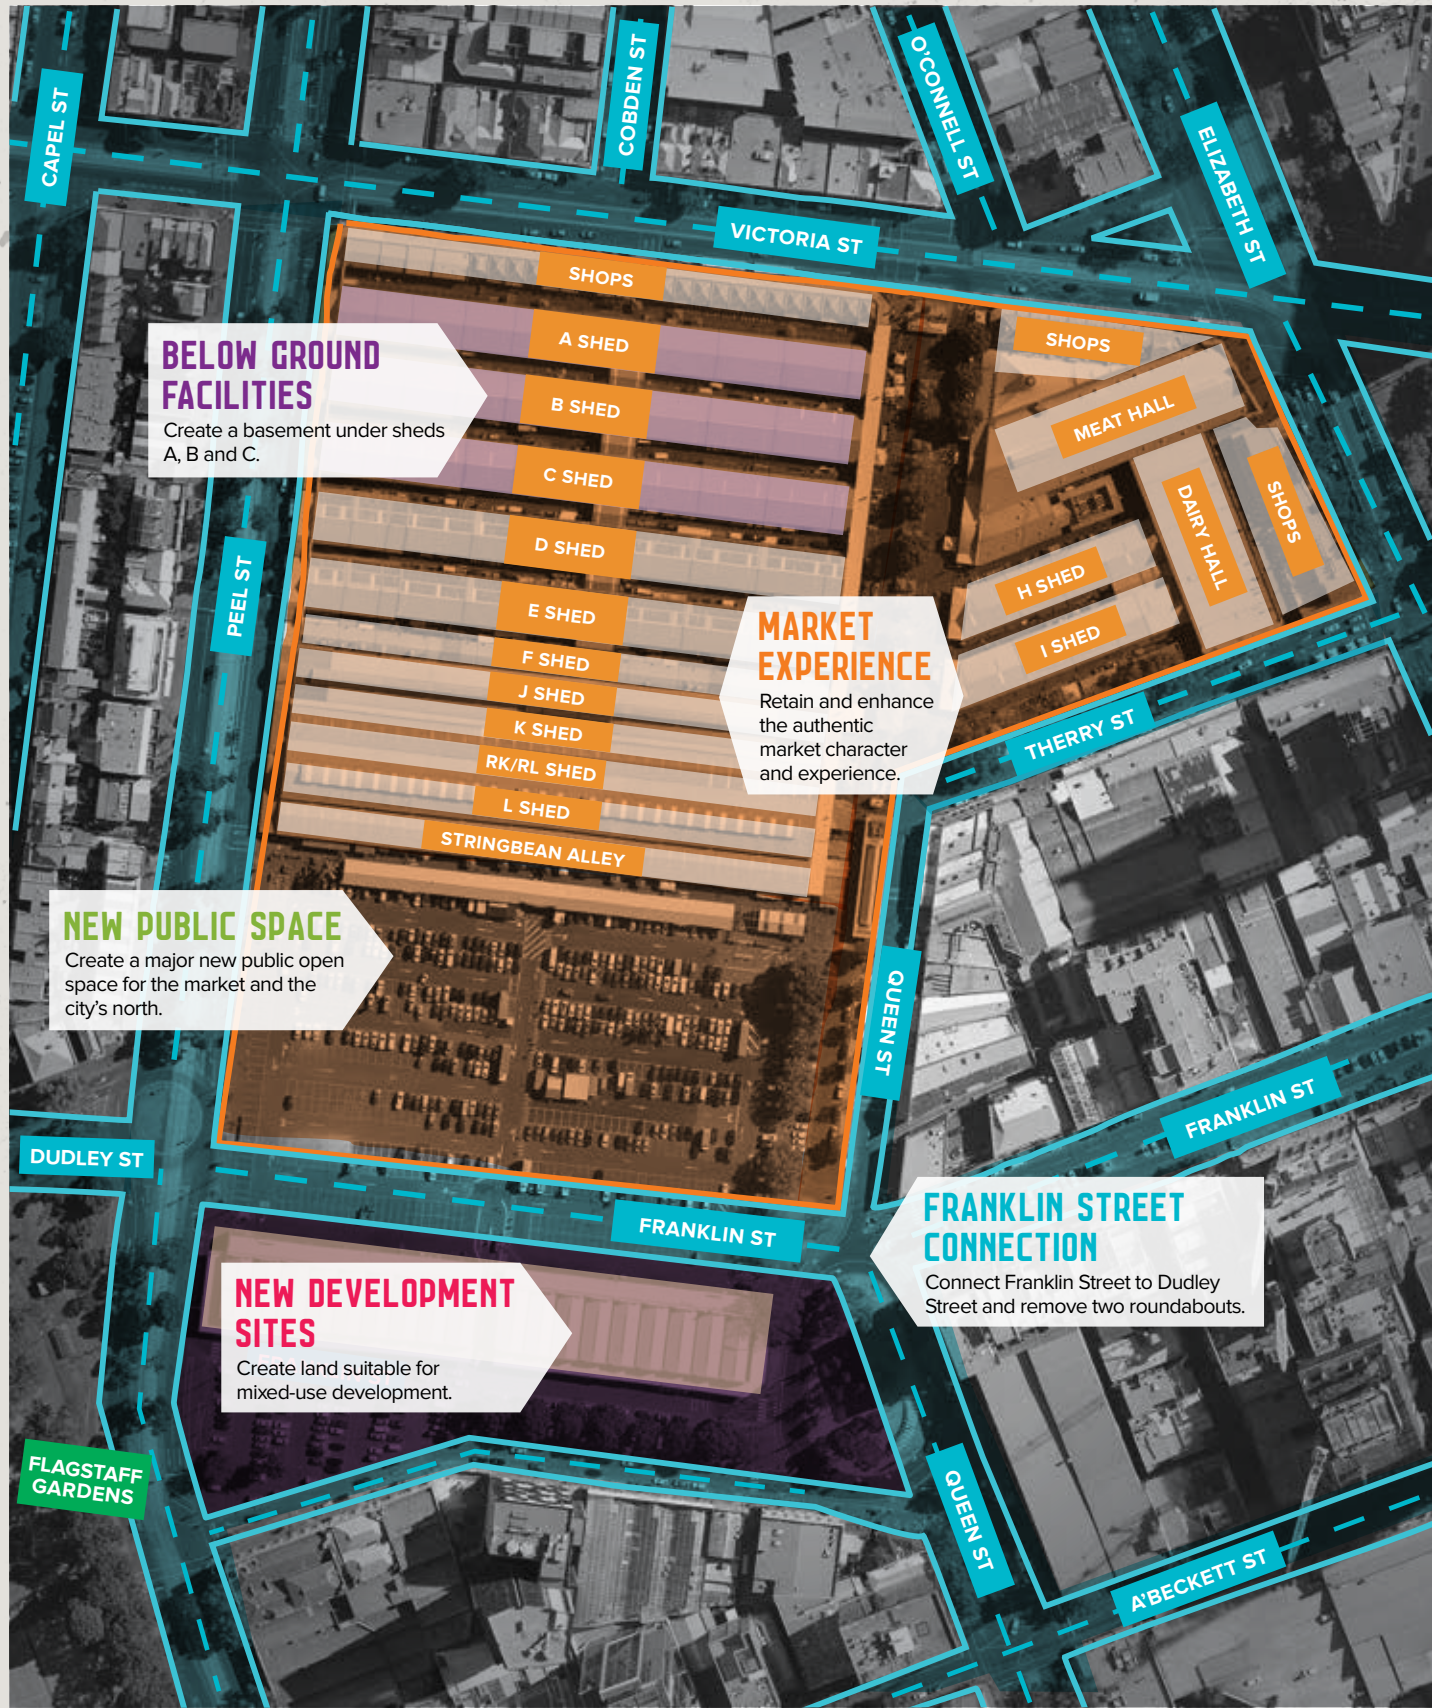 CAPEL ST
COBDEN ST
O'CONNELL ST
ELIZABETH ST
VICTORIA ST
SHOPS
A SHED
B SHED
C SHED
D SHED
E SHED
F SHED
J SHED
K SHED
RK/RL SHED
L SHED
STRINGBEAN ALLEY
SHOPS
MEAT HALL
DAIRY HALL
SHOPS
H SHED
I SHED
BELOW GROUND
FACILITIES
Create a basement under sheds
A, B and C.
PEEL ST
MARKET
EXPERIENCE
Retain and enhance
the authentic
market character
and experience.
THERRY ST
NEW PUBLIC SPACE
Create a major new public open
space for the market and the
city's north.
QUEEN ST
FRANKLIN ST
DUDLEY ST
FRANKLIN ST
FRANKLIN STREET
CONNECTION
Connect Franklin Street to Dudley
Street and remove two roundabouts.
NEW DEVELOPMENT
SITES
Create land suitable for
mixed-use development.
FLAGSTAFF
GARDENS
QUEEN ST
A'BECKETT ST